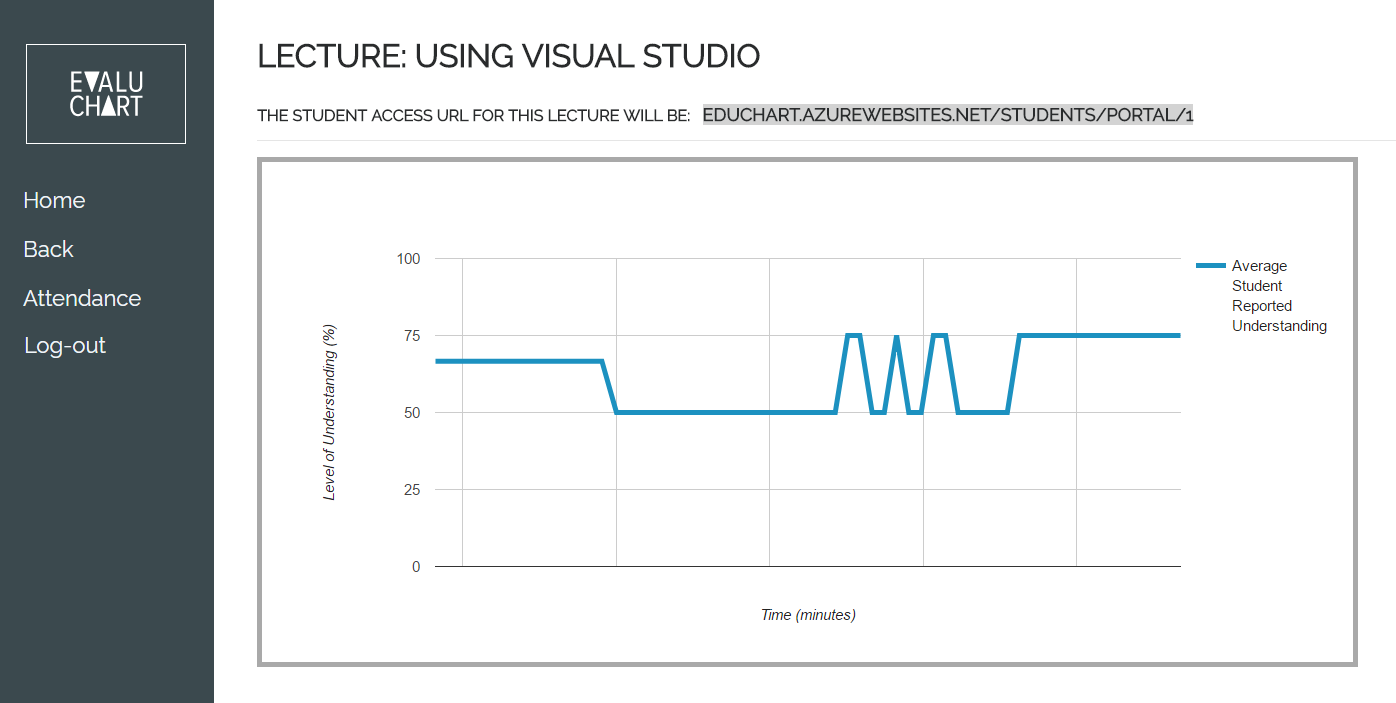 EVALU
CHART
Home
Back
Attendance
Log-out
LECTURE: USING VISUAL STUDIO
THE STUDENT ACCESS URL FOR THIS LECTURE WILL BE: EDUCHART.AZUREWEBSITES.NET/STUDENTS/PORTAL/1
100
75
50
25
0
Level of Understanding (%)
Time (minutes)
Average
Student
Reported
Understanding